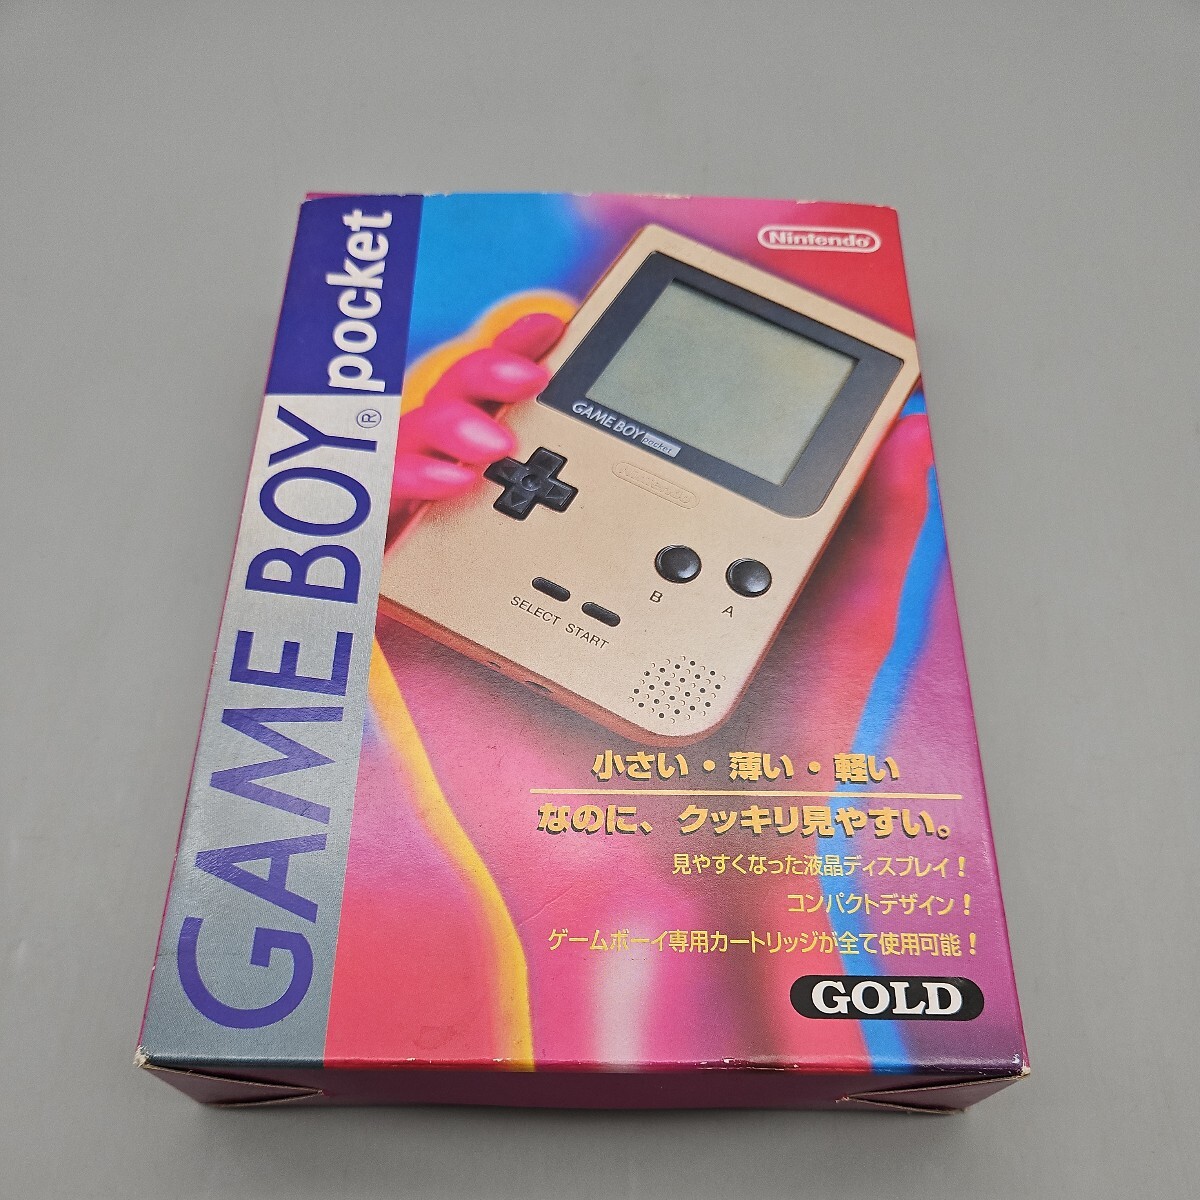 GAME BOY® pocket
Nintendo
GAME BOY pocket
Nintendo
B A
SELECT START
小さい・薄い・軽い
なのに、クッキリ見やすい。
見やすくなった液晶ディスプレイ!
コンパクトデザイン!
ゲームボーイ専用カートリッジが全て使用可能!
GOLD